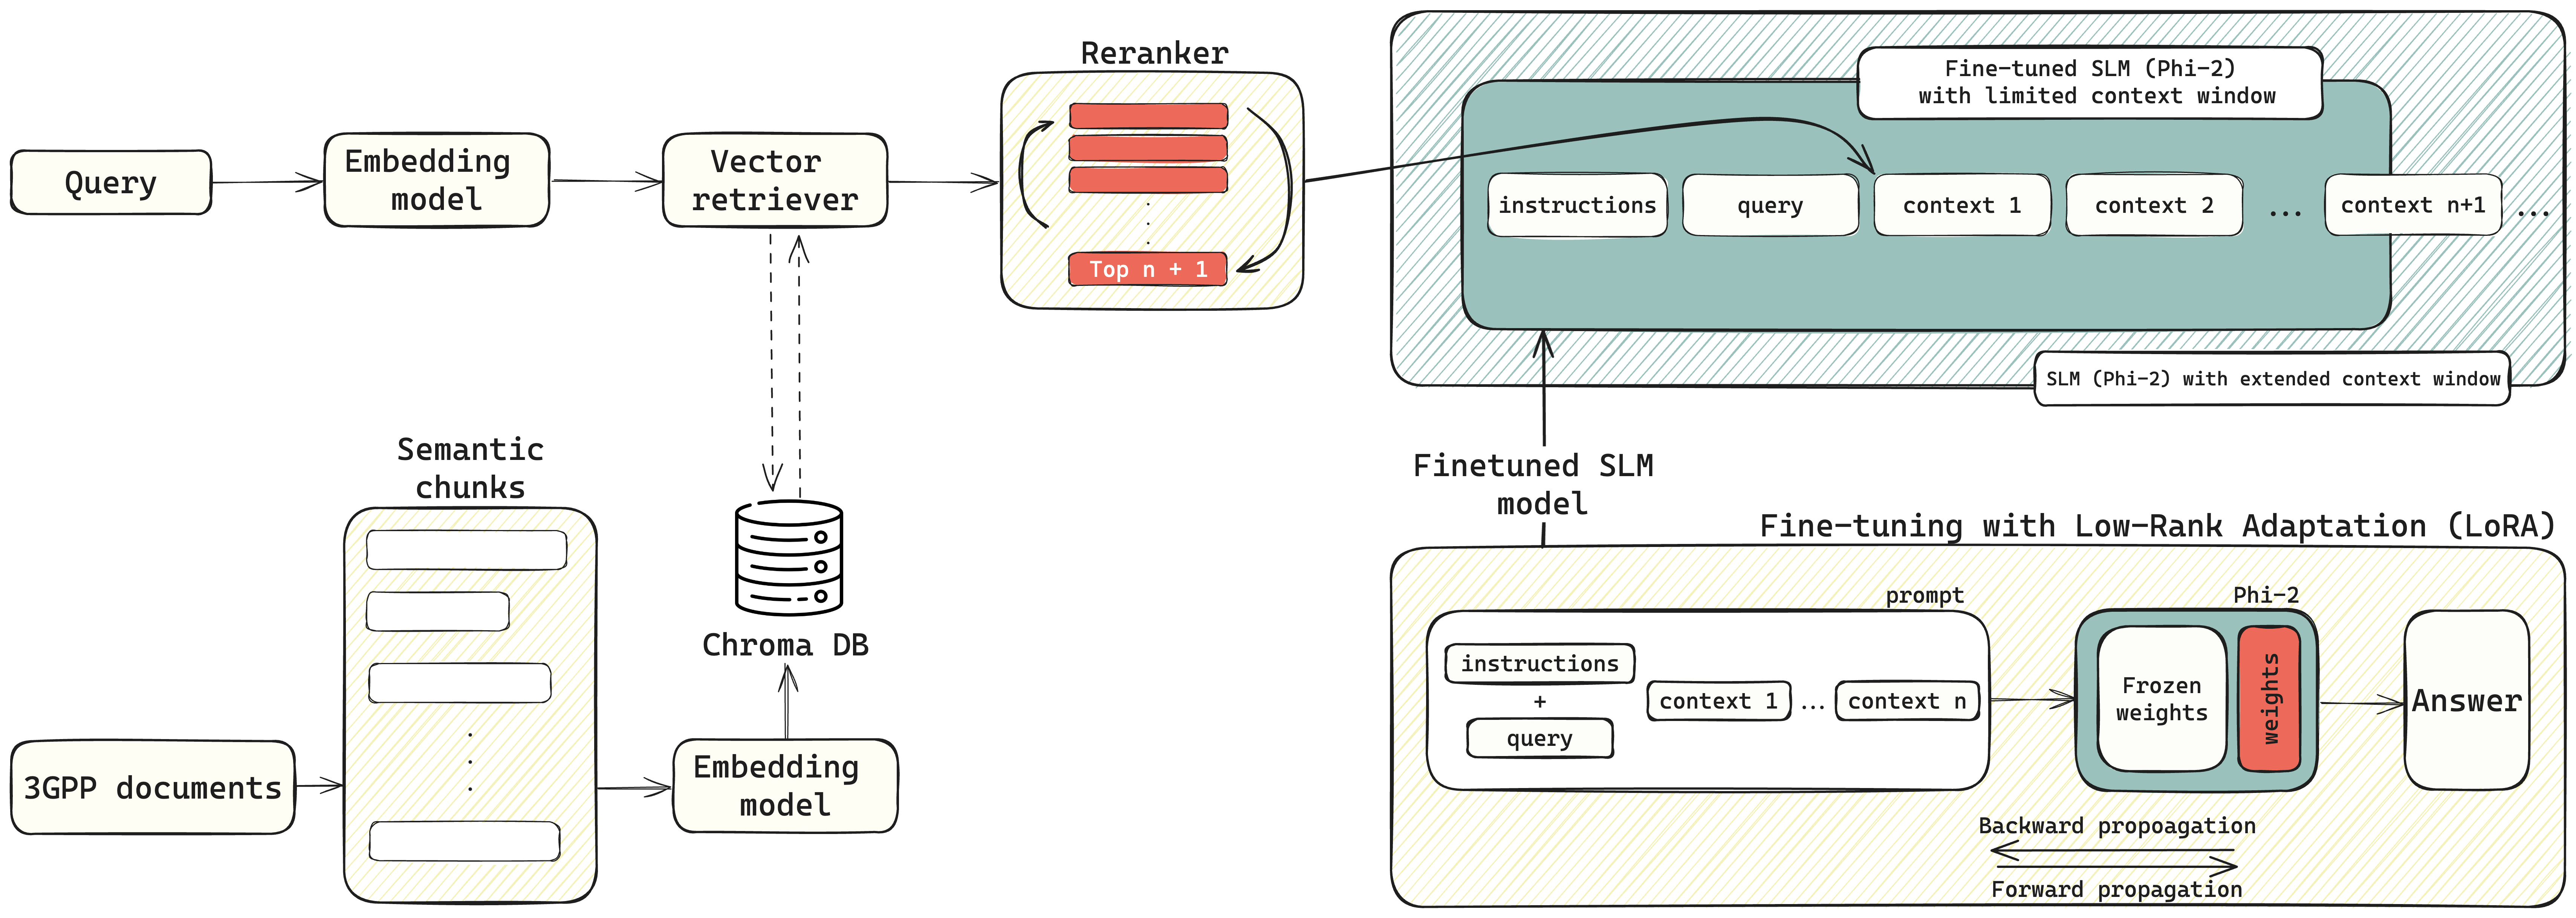 Query
Embedding
model
Vector
retriever
Reranker
Top n + 1
Fine-tuned SLM (Phi-2)
with limited context window
instructions
query
context 1
context 2
...
context n+1
...
SLM (Phi-2) with extended context window
Semantic
chunks
3GPP documents
Embedding
model
Chroma DB
Finetuned SLM
model
Fine-tuning with Low-Rank Adaptation (LoRA)
prompt
instructions
+
query
context 1
...
context n
Phi-2
Frozen
weights
weights
Answer
Backward propoagation
Forward propagation